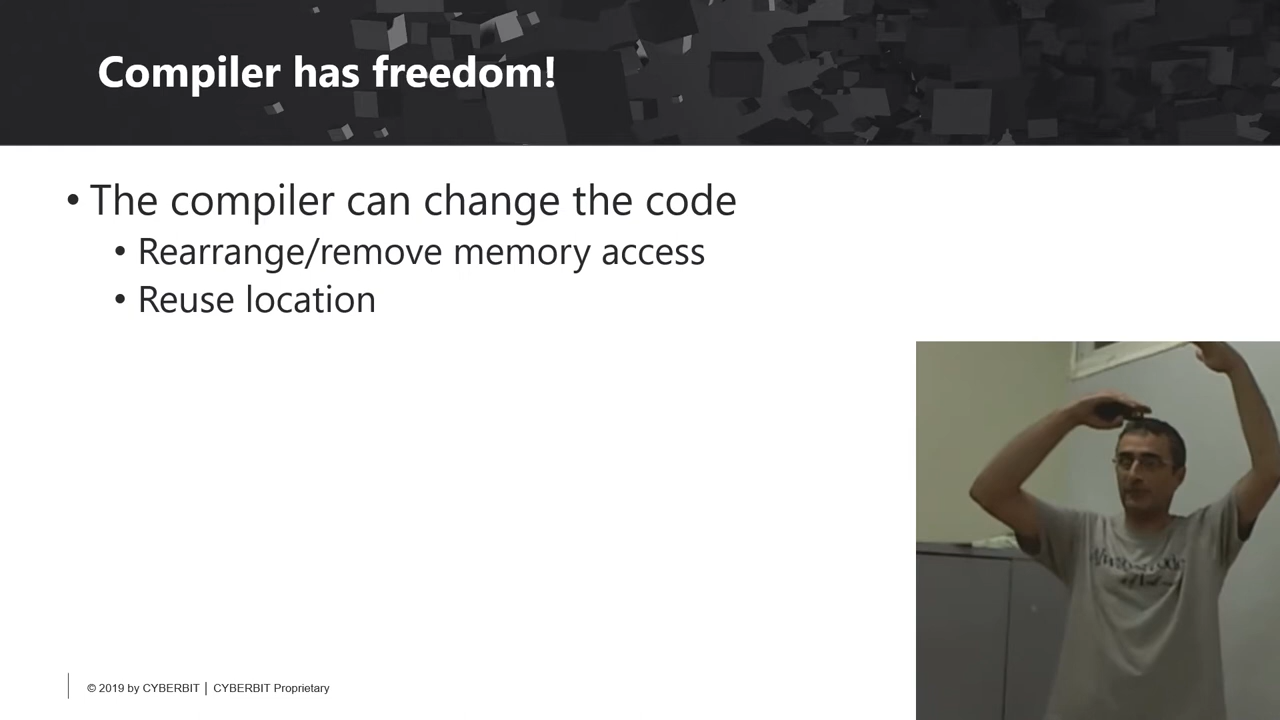 Compiler has freedom!
• The compiler can change the code
• Rearrange/remove memory access
• Reuse location
© 2019 by CYBERBIT | CYBERBIT Proprietary